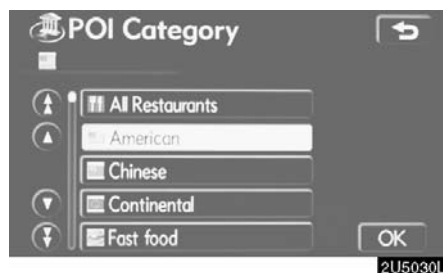 POI Category
All Restaurants
American
Chinese
Continental
Fast food
OK
2U5030I